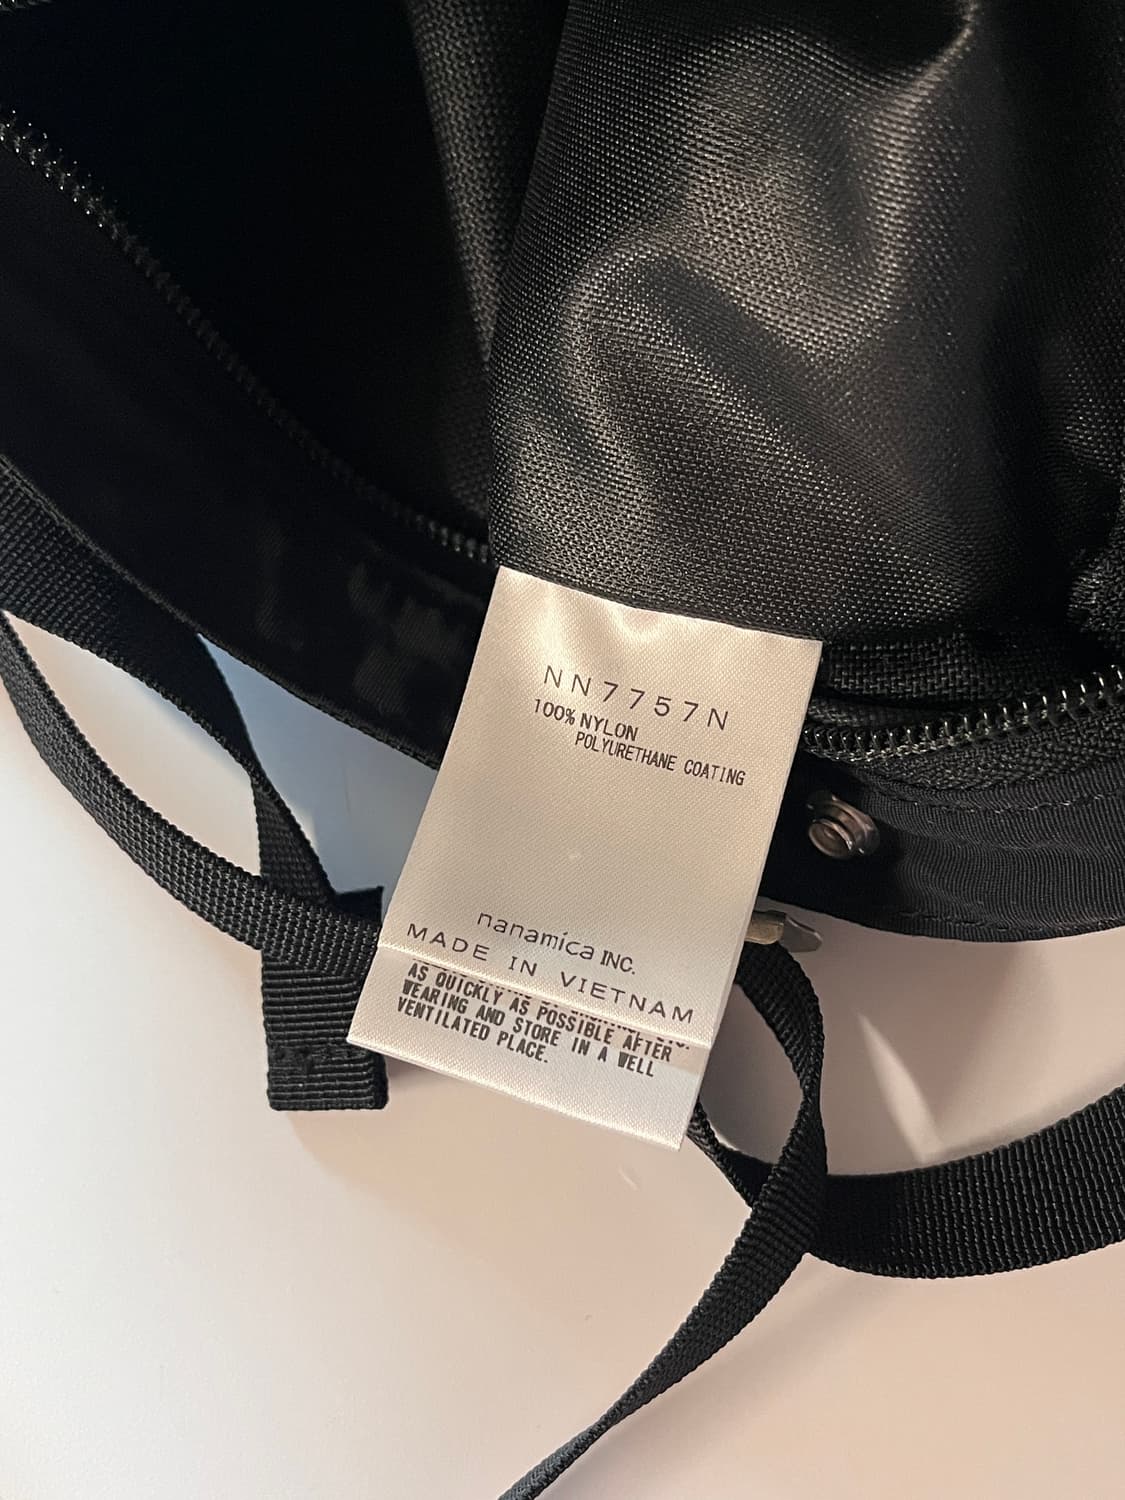 NN7757N
100% NYLON
POLYURETHANE COATING
nanamica INC.
MADE IN VIETNAM
AS QUICKLY AS POSSIBLE AFTER
WEARING AND STORE IN A WELL
VENTILATED PLACE.